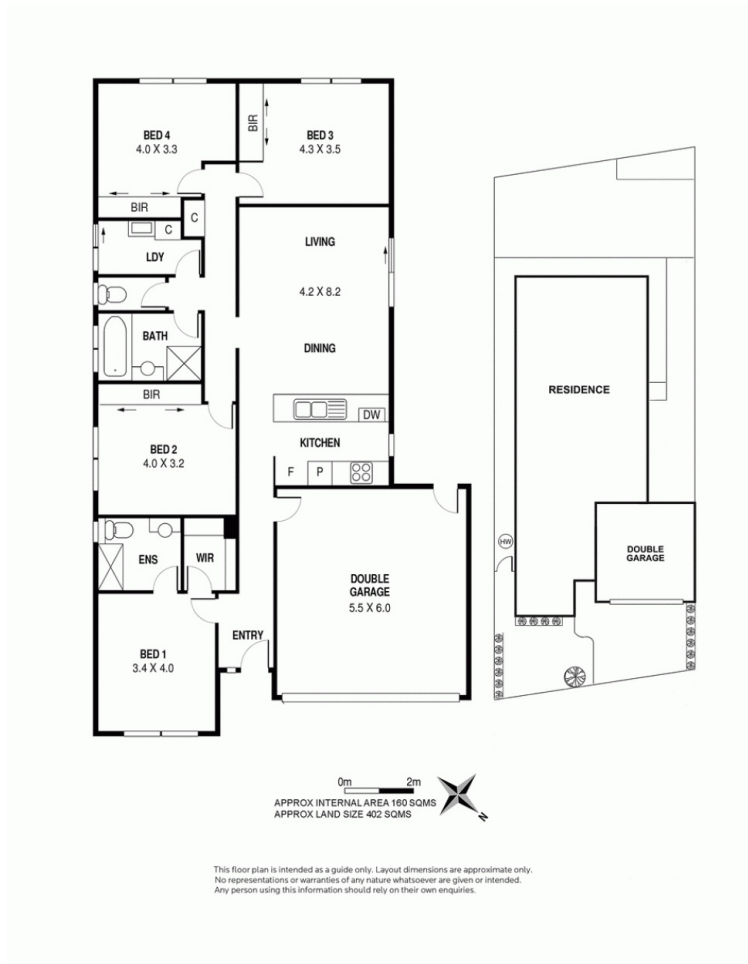 BED 4
4.0 X 3.3
BIR
BED 3
4.3 X 3.5
BIR
C
C
LDY
LIVING
4.2 X 8.2
DINING
BATH
BIR
BED 2
4.0 X 3.2
DW
KITCHEN
F
P
ENS
WIR
DOUBLE
GARAGE
5.5 X 6.0
ENTRY
BED 1
3.4 X 4.0
RESIDENCE
HW
DOUBLE
GARAGE
0m
2m
APPROX INTERNAL AREA 160 SQMS
APPROX LAND SIZE 402 SQMS
N
This floor plan is intended as a guide only. Layout dimensions are approximate only.
No representations or warranties of any nature whatsoever are given or intended.
Any person using this information should rely on their own enquiries.